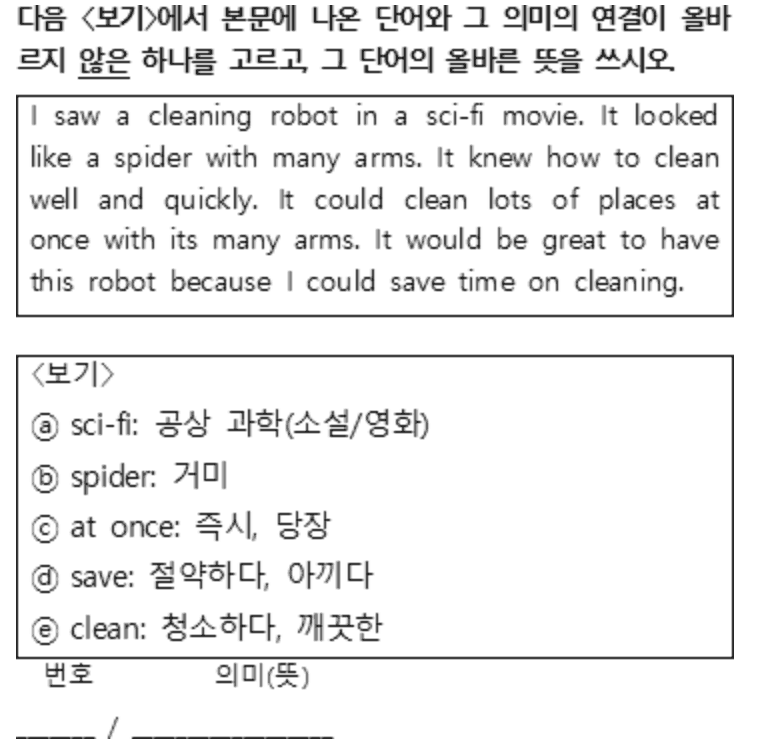 다음 <보기>에서 본문에 나온 단어와 그 의미의 연결이 올바
르지 않은 하나를 고르고, 그 단어의 올바른 뜻을 쓰시오.
I saw a cleaning robot in a sci-fi movie. It looked
like a spider with many arms. It knew how to clean
well and quickly. It could clean lots of places at
once with its many arms. It would be great to have
this robot because I could save time on cleaning.
<보기>
ⓐ sci-fi: 공상 과학(소설/영화)
ⓑ spider: 거미
ⓒ at once: 즉시, 당장
ⓓ save: 절약하다, 아끼다
ⓔ clean: 청소하다, 깨끗한
번호 의미(뜻)
_______ / __________________